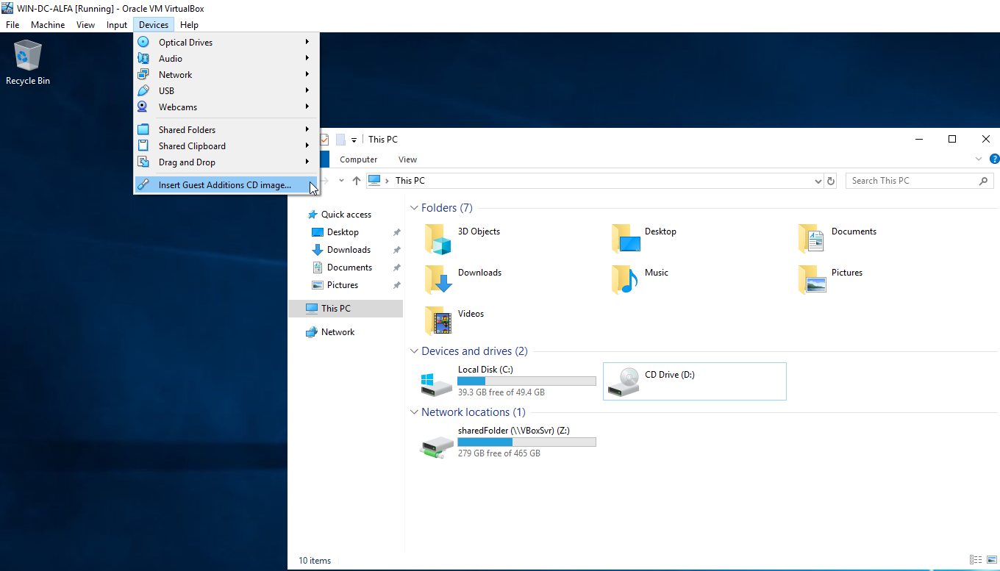 WIN-DC-ALFA [Running] - Oracle VM VirtualBox
File Machine View Input Devices Help
Optical Drives
Audio
Network
USB
Webcams
Shared Folders
Shared Clipboard
Drag and Drop
Insert Guest Additions CD image...
Recycle Bin
This PC
Computer View
This PC
Search This PC
Quick access
Desktop
Downloads
Documents
Pictures
This PC
Network
Folders (7)
3D Objects
Desktop
Documents
Downloads
Music
Pictures
Videos
Devices and drives (2)
Local Disk (C:)
39.3 GB free of 49.4 GB
CD Drive (D:)
Network locations (1)
sharedFolder (\\VBoxSvr) (Z:)
279 GB free of 465 GB
10 items